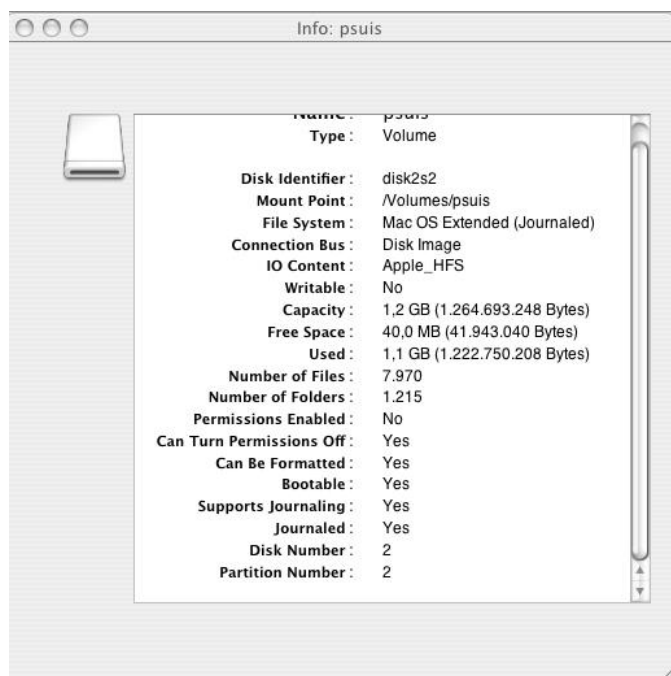 Info: psuis
Name : psuis
Type : Volume
Disk Identifier : disk2s2
Mount Point : /Volumes/psuis
File System : Mac OS Extended (Journaled)
Connection Bus : Disk Image
IO Content : Apple_HFS
Writable : No
Capacity : 1,2 GB (1.264.693.248 Bytes)
Free Space : 40,0 MB (41.943.040 Bytes)
Used : 1,1 GB (1.222.750.208 Bytes)
Number of Files : 7.970
Number of Folders : 1.215
Permissions Enabled : No
Can Turn Permissions Off : Yes
Can Be Formatted : Yes
Bootable : Yes
Supports Journaling : Yes
Journaled : Yes
Disk Number : 2
Partition Number : 2